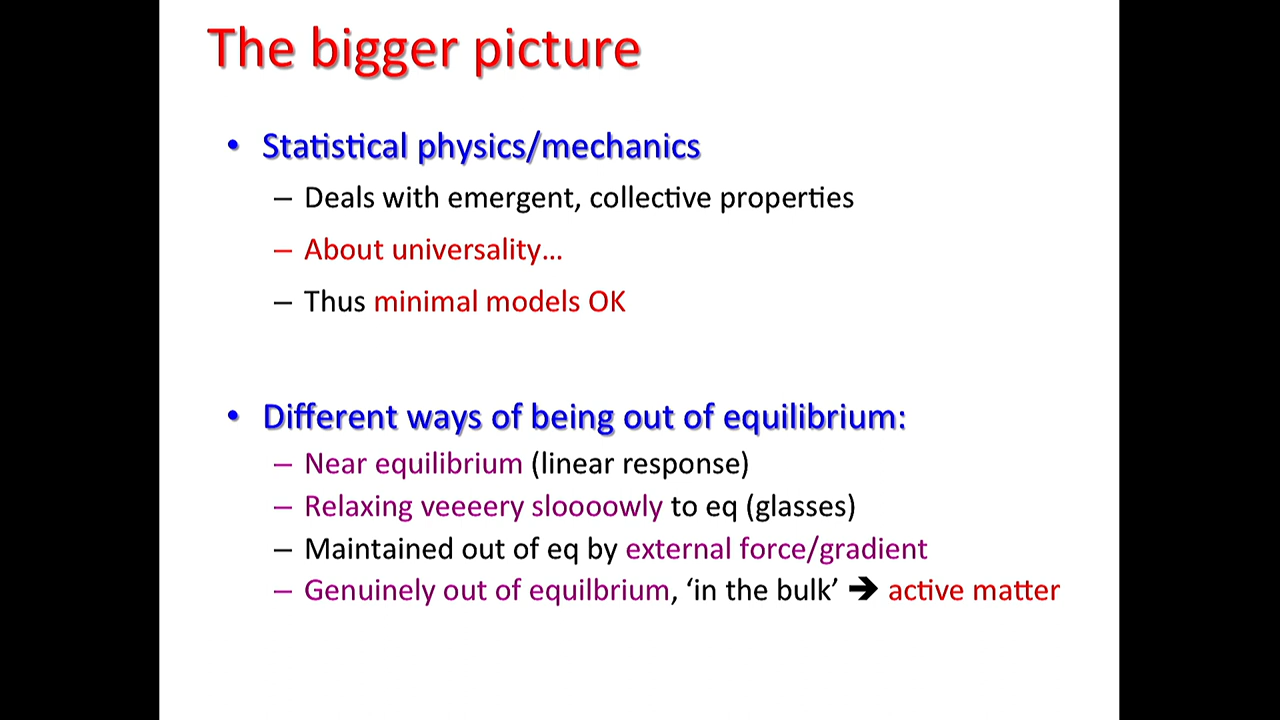 The bigger picture
• Statistical physics/mechanics
– Deals with emergent, collective properties
– About universality…
– Thus minimal models OK
• Different ways of being out of equilibrium:
– Near equilibrium (linear response)
– Relaxing veeeery sloooowly to eq (glasses)
– Maintained out of eq by external force/gradient
– Genuinely out of equilbrium, ‘in the bulk’ ➔ active matter